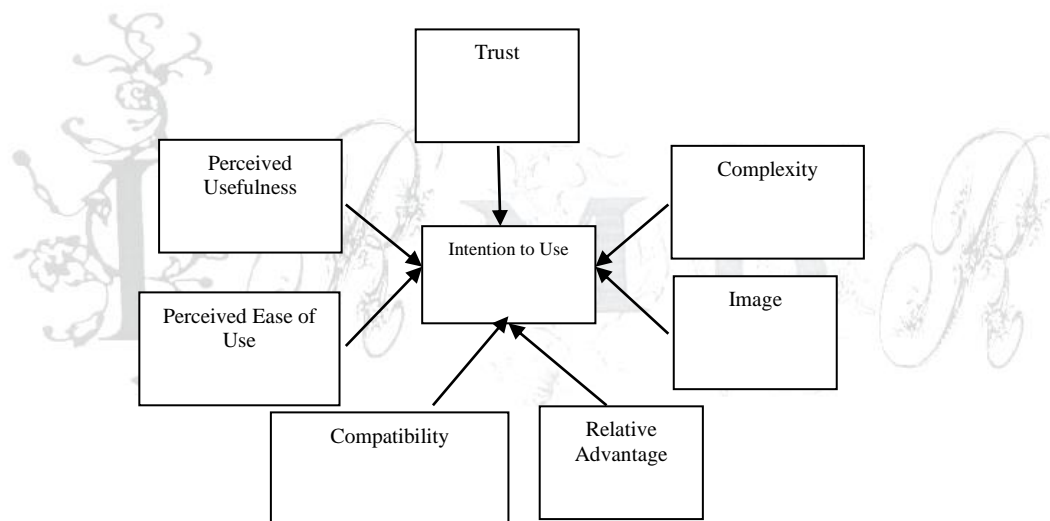 Trust
Perceived
Usefulness
Complexity
Intention to Use
Image
Perceived Ease of
Use
Compatibility
Relative
Advantage